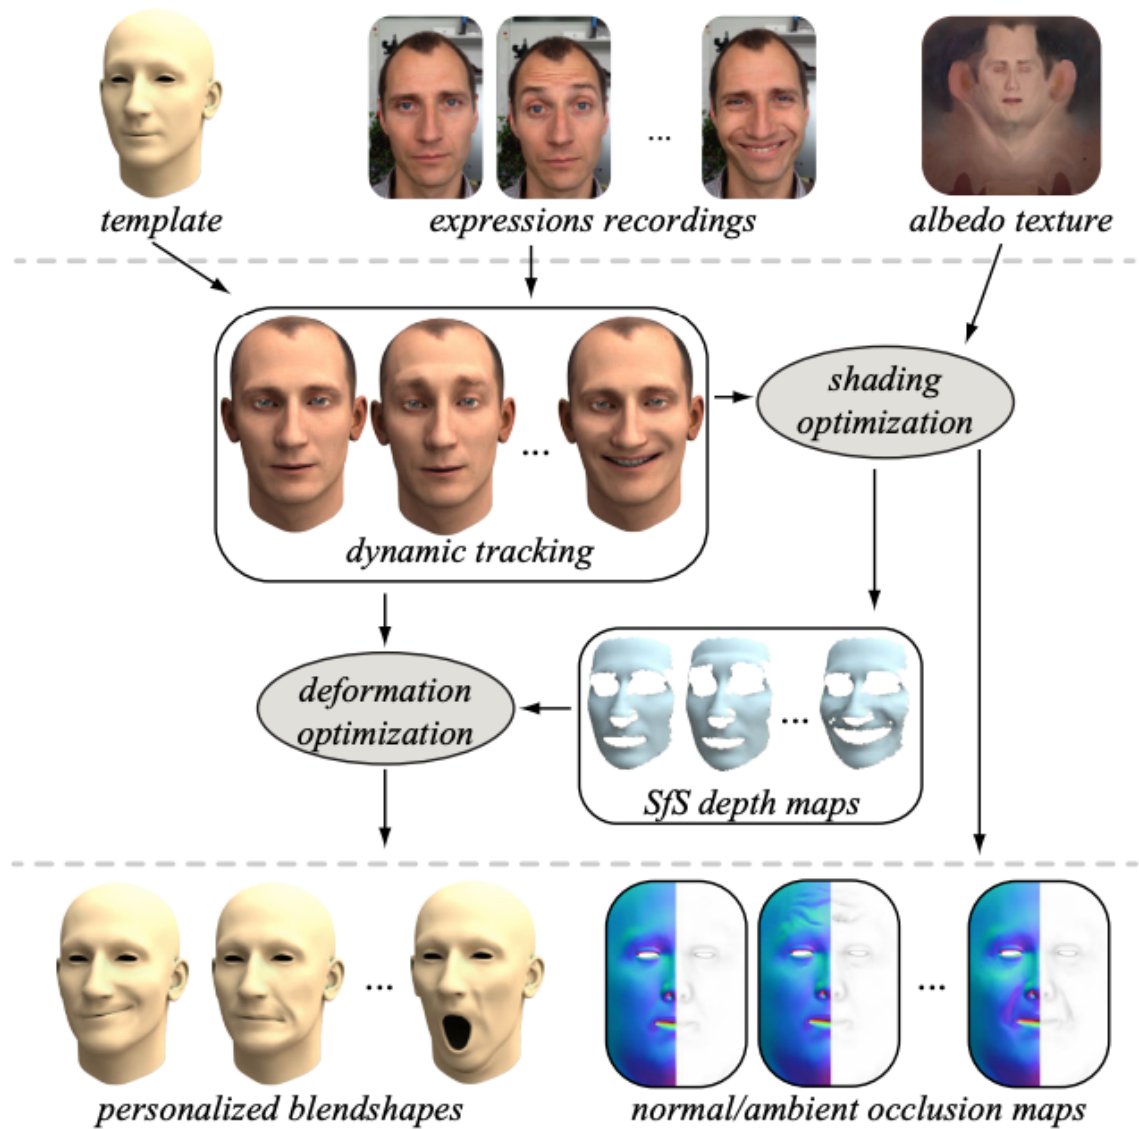 template
expressions recordings
albedo texture
shading
optimization
dynamic tracking
deformation
optimization
SfS depth maps
personalized blendshapes
normal/ambient occlusion maps